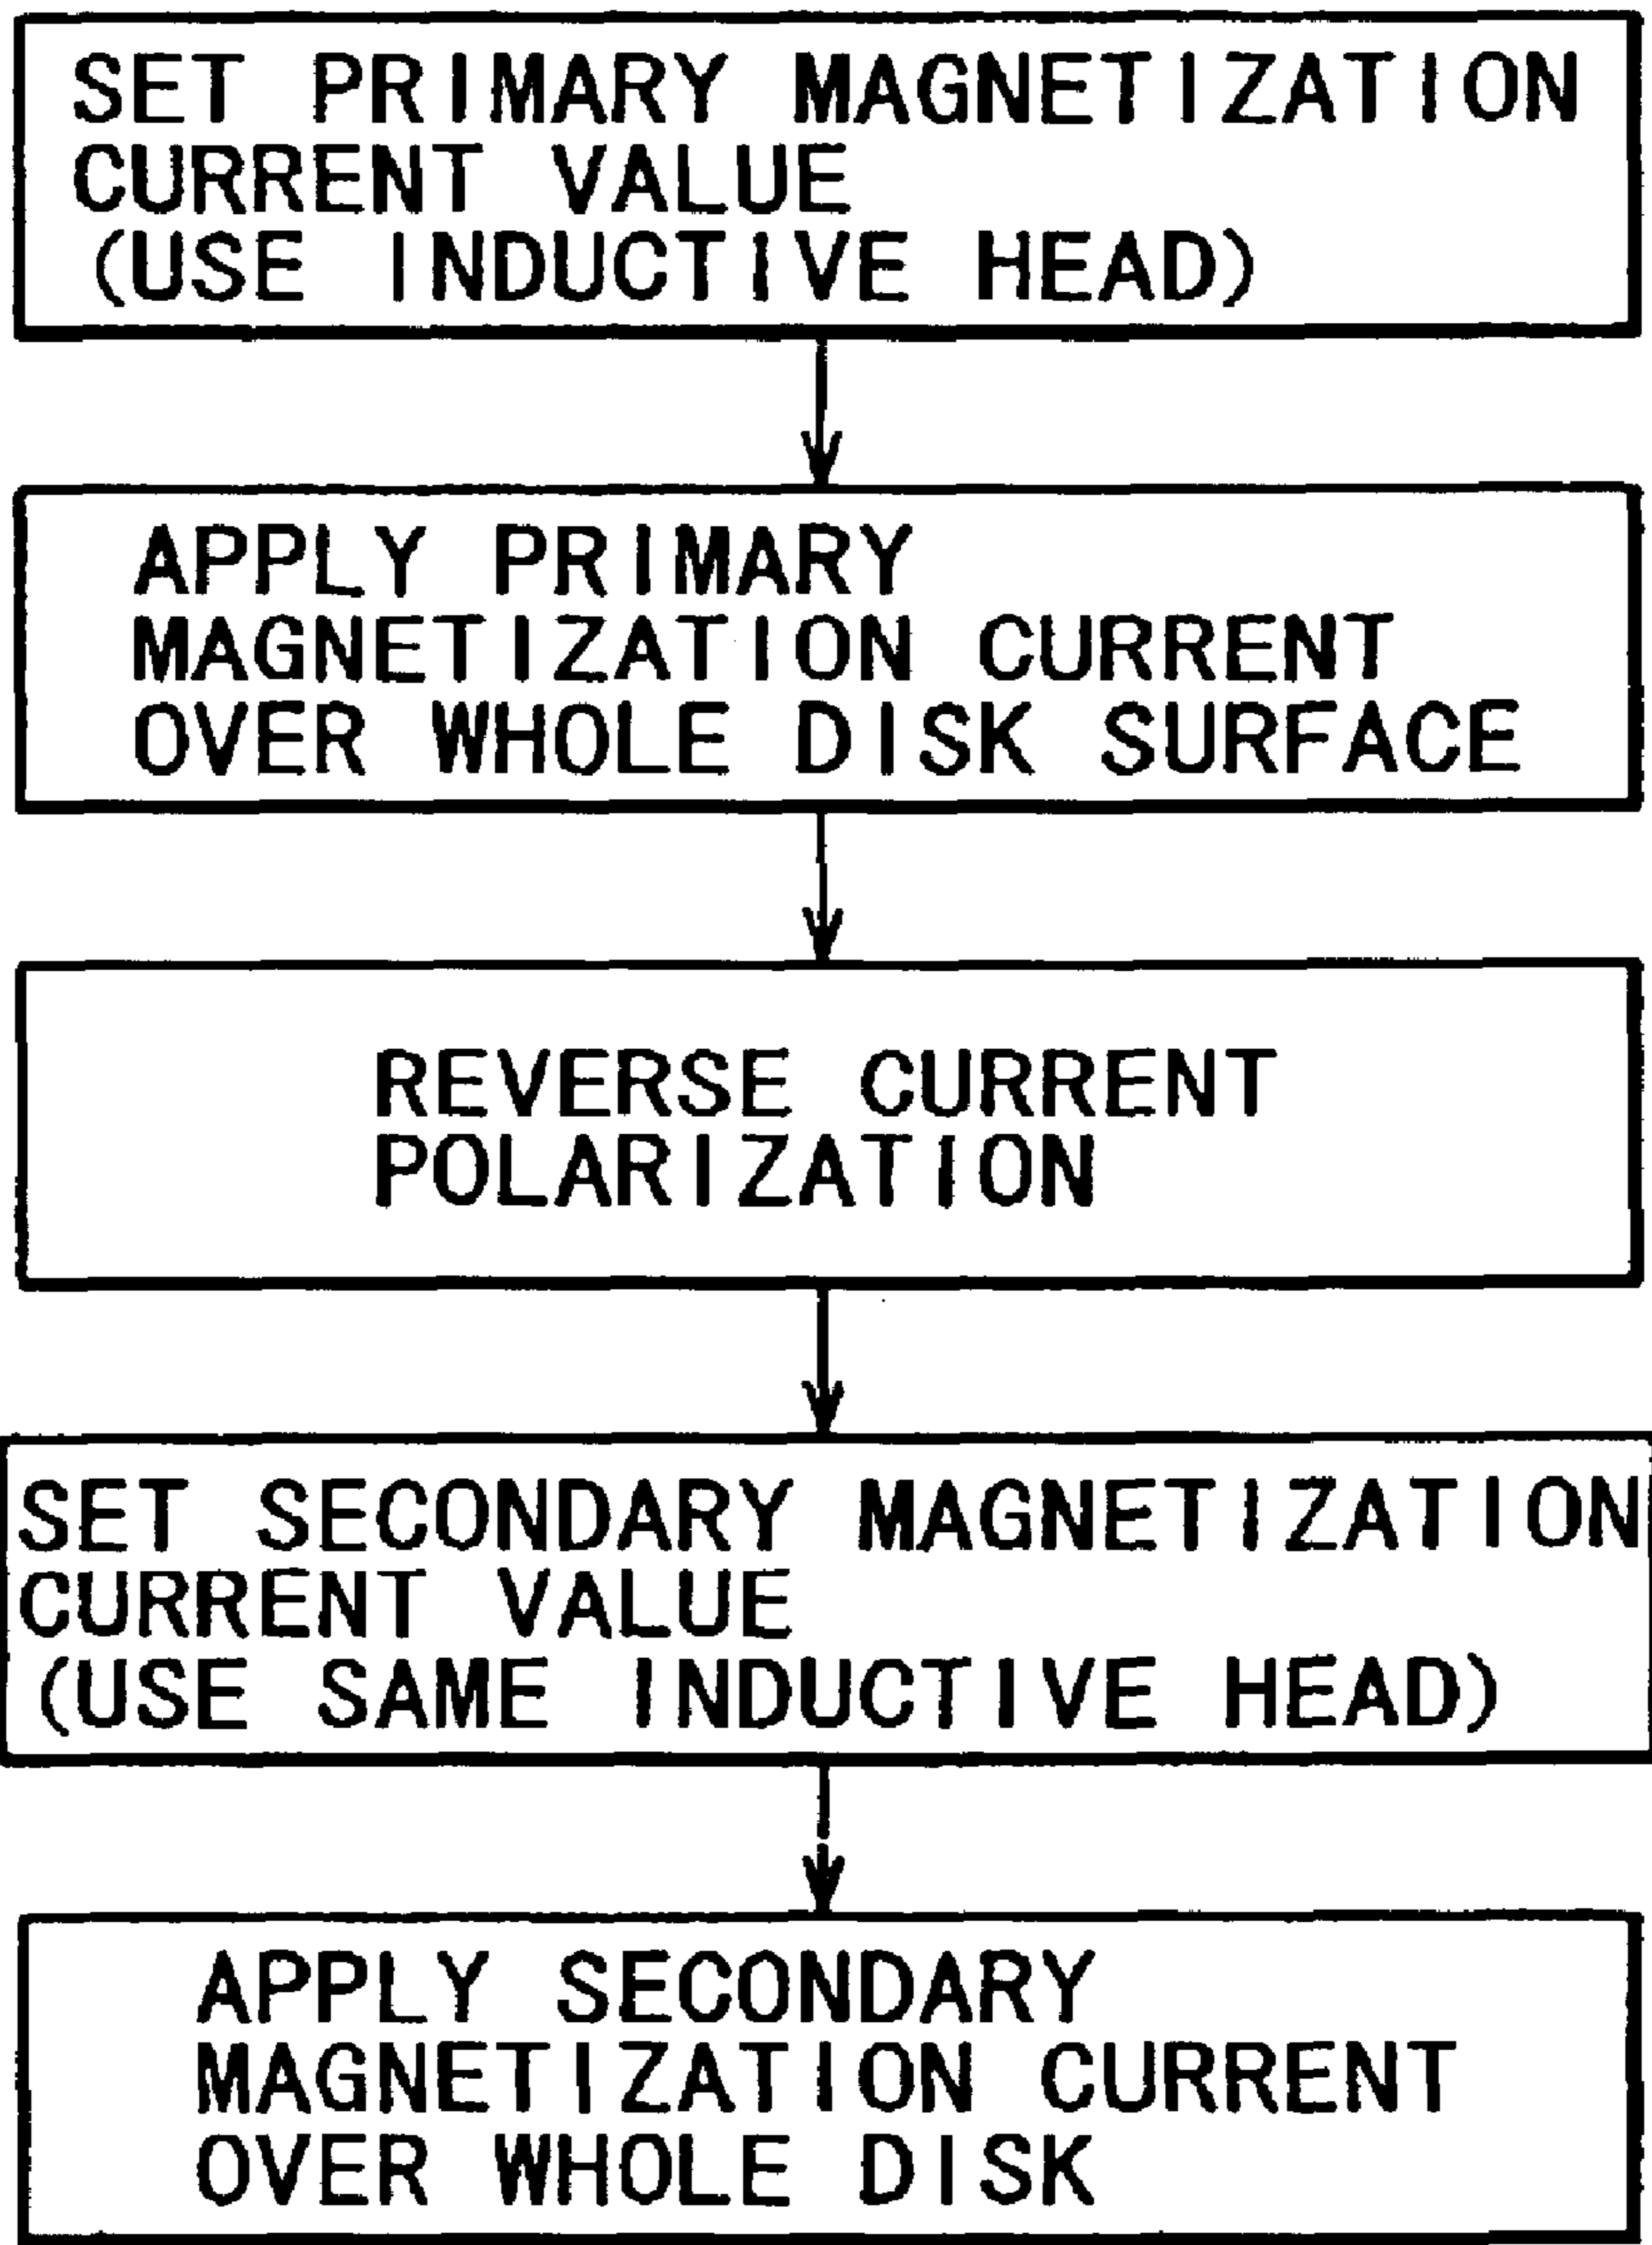 SET PRIMARY MAGNETIZATION
CURRENT VALUE
(USE INDUCTIVE HEAD)
APPLY PRIMARY
MAGNETIZATION CURRENT
OVER WHOLE DISK SURFACE
REVERSE CURRENT
POLARIZATION
SET SECONDARY MAGNETIZATION
CURRENT VALUE
(USE SAME INDUCTIVE HEAD)
APPLY SECONDARY
MAGNETIZATION CURRENT
OVER WHOLE DISK